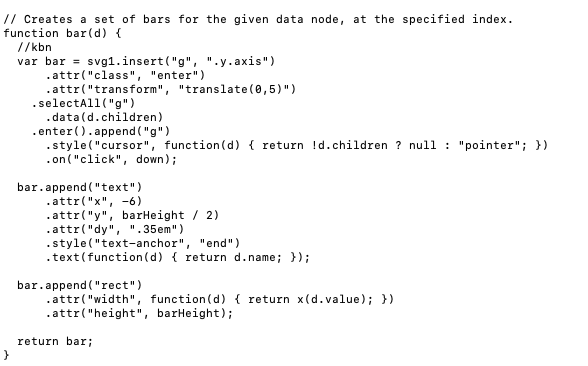 // Creates a set of bars for the given data node, at the specified index.
function bar(d) {
  //kbn
  var bar = svg1.insert("g", ".y.axis")
      .attr("class", "enter")
      .attr("transform", "translate(0,5)")
    .selectAll("g")
      .data(d.children)
    .enter().append("g")
      .style("cursor", function(d) { return !d.children ? null : "pointer"; })
      .on("click", down);

  bar.append("text")
      .attr("x", -6)
      .attr("y", barHeight / 2)
      .attr("dy", ".35em")
      .style("text-anchor", "end")
      .text(function(d) { return d.name; });

  bar.append("rect")
      .attr("width", function(d) { return x(d.value); })
      .attr("height", barHeight);

  return bar;
}